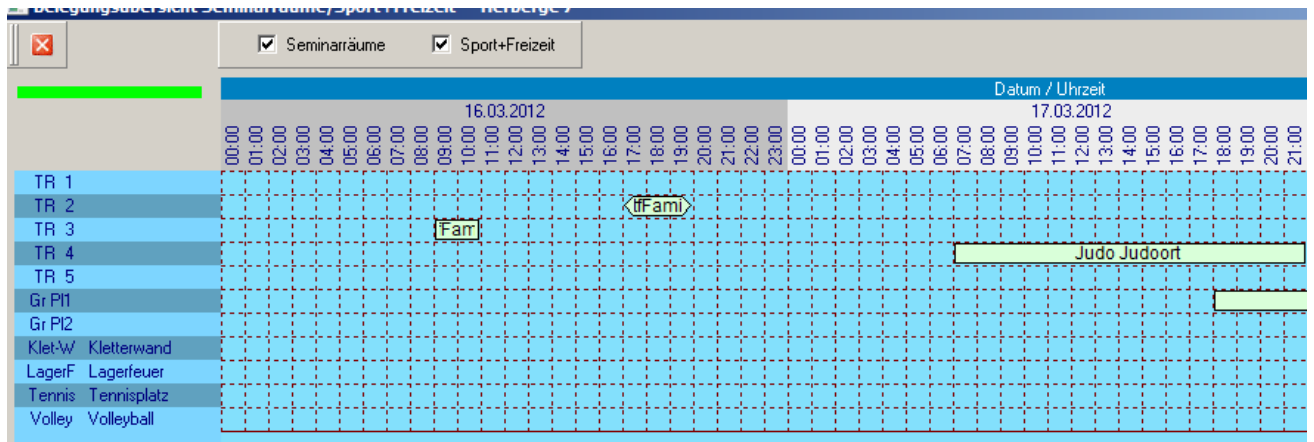 Belegungsübersicht Seminarräume/Sport+Freizeit - Herberge 7
Seminarräume Sport+Freizeit
Datum / Uhrzeit
16.03.2012 17.03.2012
00:00 01:00 02:00 03:00 04:00 05:00 06:00 07:00 08:00 09:00 10:00 11:00 12:00 13:00 14:00 15:00 16:00 17:00 18:00 19:00 20:00 21:00 22:00 23:00 00:00 01:00 02:00 03:00 04:00 05:00 06:00 07:00 08:00 09:00 10:00 11:00 12:00 13:00 14:00 15:00 16:00 17:00 18:00 19:00 20:00 21:00
TR 1
TR 2 tfFami
TR 3 Fam
TR 4 Judo Judoort
TR 5
Gr Pl1
Gr Pl2
Klet-W Kletterwand
LagerF Lagerfeuer
Tennis Tennisplatz
Volley Volleyball